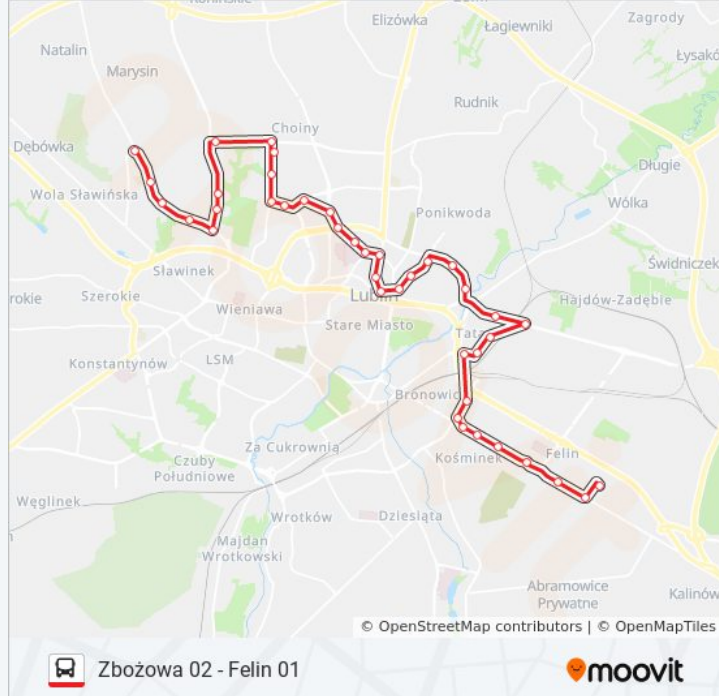 Elizówka
Zagrody
Łagiewniki
Natalin
Marysin
Rudnik
Choiny
Dębówka
Długie
Wola Sławińska
Wólka
Ponikwoda
Świdniczek
Sławinek
Szerokie
Lublin
Hajdów-Zadębie
Wieniawa
Stare Miasto
Konstantynów
LSM
Bronowice
Za Cukrownią
Felin
Kośminek
Czuby
Południowe
Węglinek
Wrotków
Dziesiąta
Majdan
Wrotkowski
Abramowice
Prywatne
© OpenStreetMap contributors | © OpenMapTiles
Zbożowa 02 - Felin 01
moovit